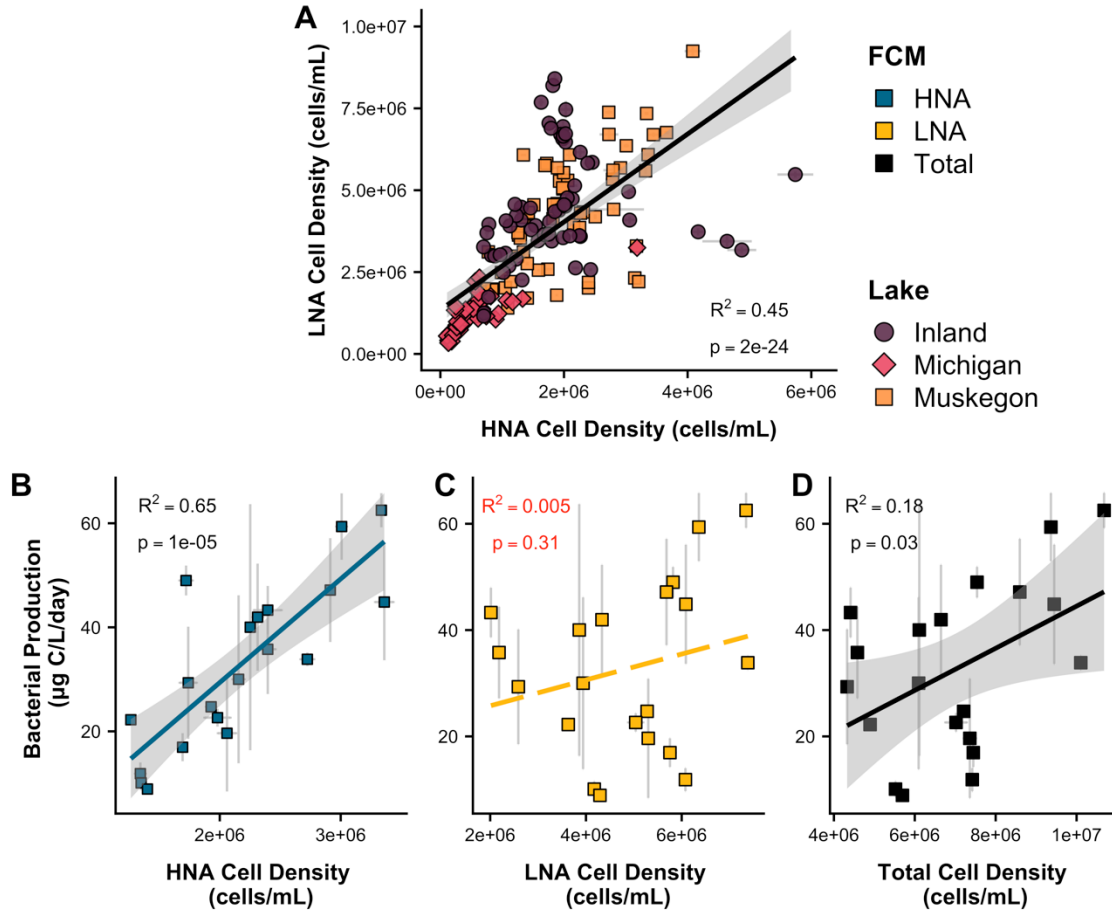 A
LNA Cell Density (cells/mL)
1.0e+07
7.5e+06
5.0e+06
2.5e+06
0.0e+00
R² = 0.45
p = 2e-24
0e+00 2e+06 4e+06 6e+06
HNA Cell Density (cells/mL)
FCM
HNA
LNA
Total
Lake
Inland
Michigan
Muskegon
B
Bacterial Production
(µg C/L/day)
60
40
20
R² = 0.65
p = 1e-05
2e+06 3e+06
HNA Cell Density
(cells/mL)
C
R² = 0.005
p = 0.31
2e+06 4e+06 6e+06
LNA Cell Density
(cells/mL)
D
R² = 0.18
p = 0.03
4e+06 6e+06 8e+06 1e+07
Total Cell Density
(cells/mL)